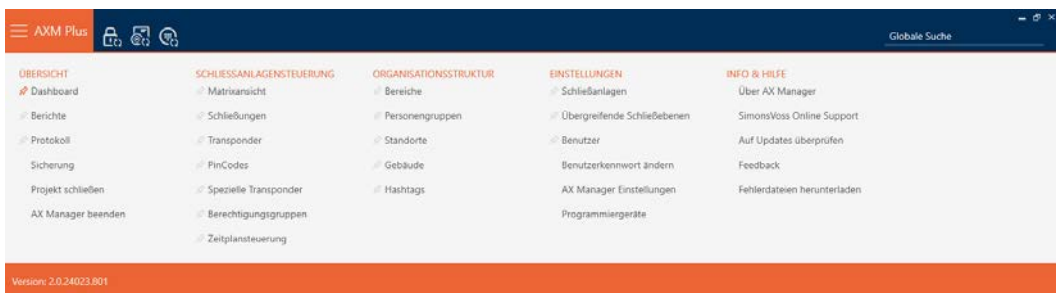 AXM Plus
Globale Suche
ÜBERSICHT
Dashboard
Berichte
Protokoll
Sicherung
Projekt schließen
AX Manager beenden
SCHLIESSANLAGENSTEUERUNG
Matrixansicht
Schließungen
Transponder
PinCodes
Spezielle Transponder
Berechtigungsgruppen
Zeitplansteuerung
ORGANISATIONSSTRUKTUR
Bereiche
Personengruppen
Standorte
Gebäude
Hashtags
EINSTELLUNGEN
Schließanlagen
Übergreifende Schließebenen
Benutzer
Benutzerkennwort ändern
AX Manager Einstellungen
Programmiergeräte
INFO & HILFE
Über AX Manager
SimonsVoss Online Support
Auf Updates überprüfen
Feedback
Fehlerdateien herunterladen
Version: 2.0.24023.801